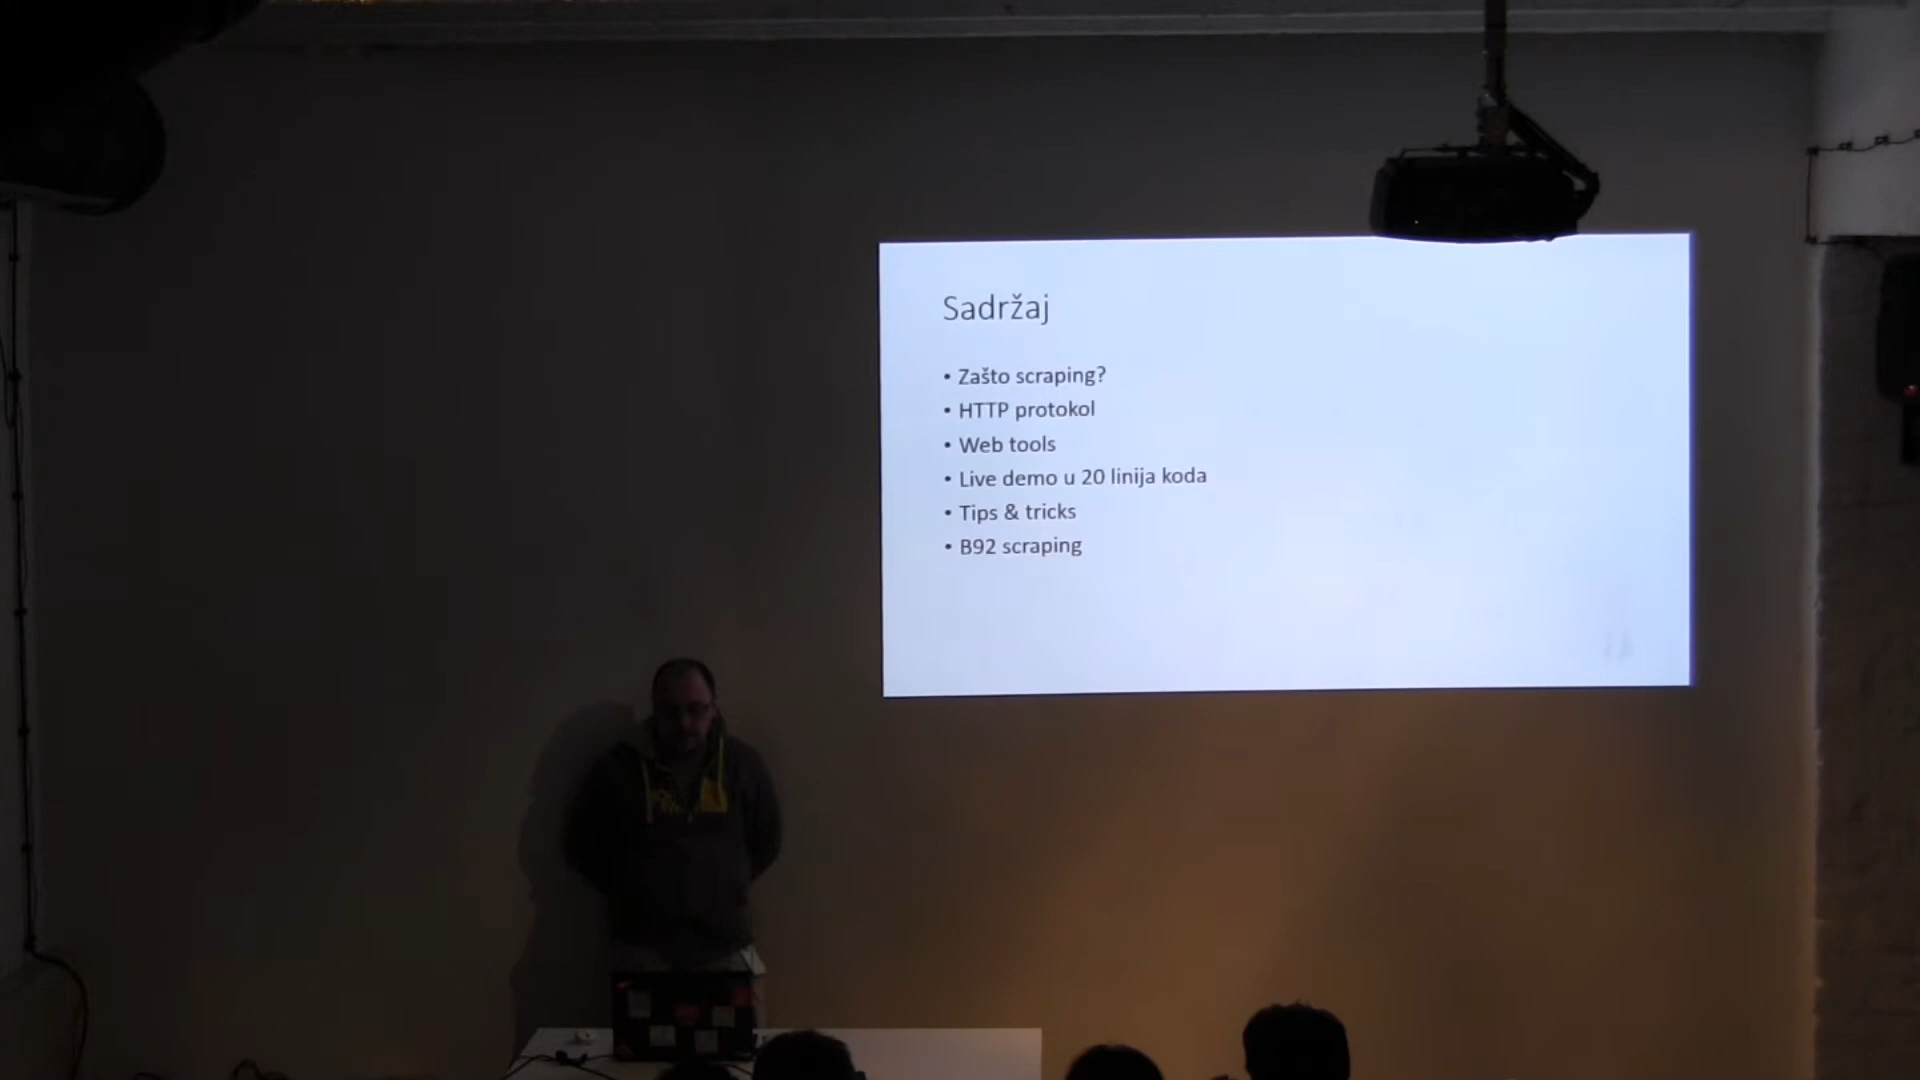 Sadržaj
• Zašto scraping?
• HTTP protokol
• Web tools
• Live demo u 20 linija koda
• Tips & tricks
• B92 scraping